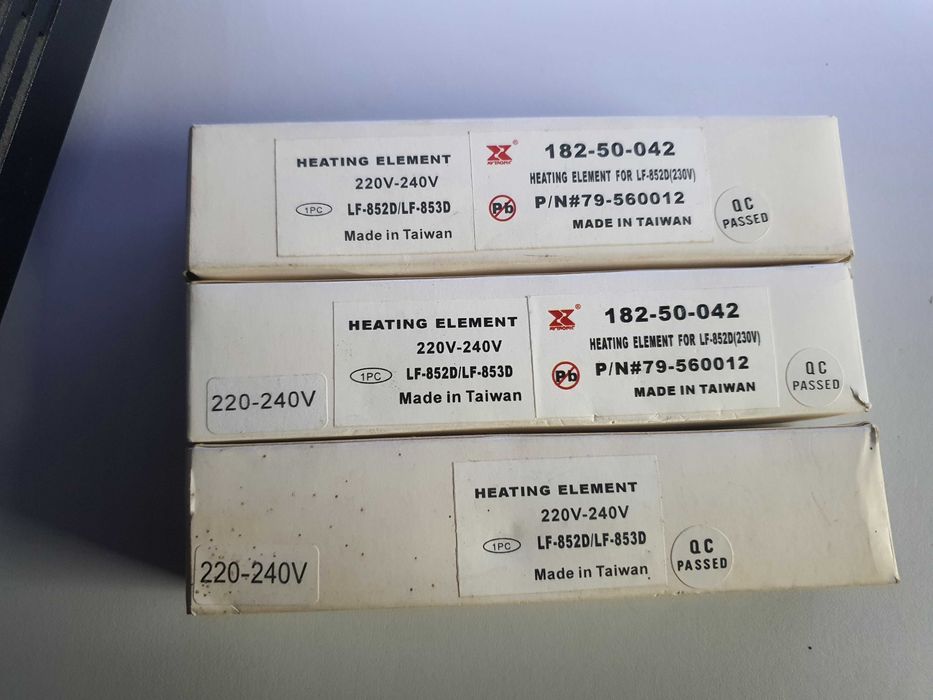 HEATING ELEMENT
220V-240V
1PC LF-852D/LF-853D
Made in Taiwan
182-50-042
HEATING ELEMENT FOR LF-852D(230V)
Pb P/N#79-560012
MADE IN TAIWAN
QC
PASSED
220-240V
HEATING ELEMENT
220V-240V
1PC LF-852D/LF-853D
Made in Taiwan
182-50-042
HEATING ELEMENT FOR LF-852D(230V)
Pb P/N#79-560012
MADE IN TAIWAN
QC
PASSED
220-240V
HEATING ELEMENT
220V-240V
1PC LF-852D/LF-853D
Made in Taiwan
QC
PASSED